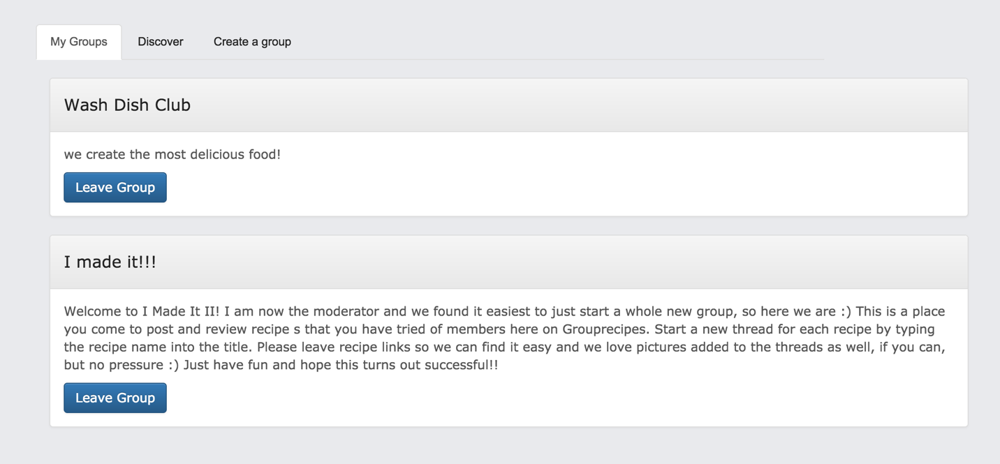 My Groups Discover Create a group
Wash Dish Club
we create the most delicious food!
Leave Group
I made it!!!
Welcome to I Made It II! I am now the moderator and we found it easiest to just start a whole new group, so here we are :) This is a place
you come to post and review recipe s that you have tried of members here on Grouprecipes. Start a new thread for each recipe by typing
the recipe name into the title. Please leave recipe links so we can find it easy and we love pictures added to the threads as well, if you can,
but no pressure :) Just have fun and hope this turns out successful!!
Leave Group